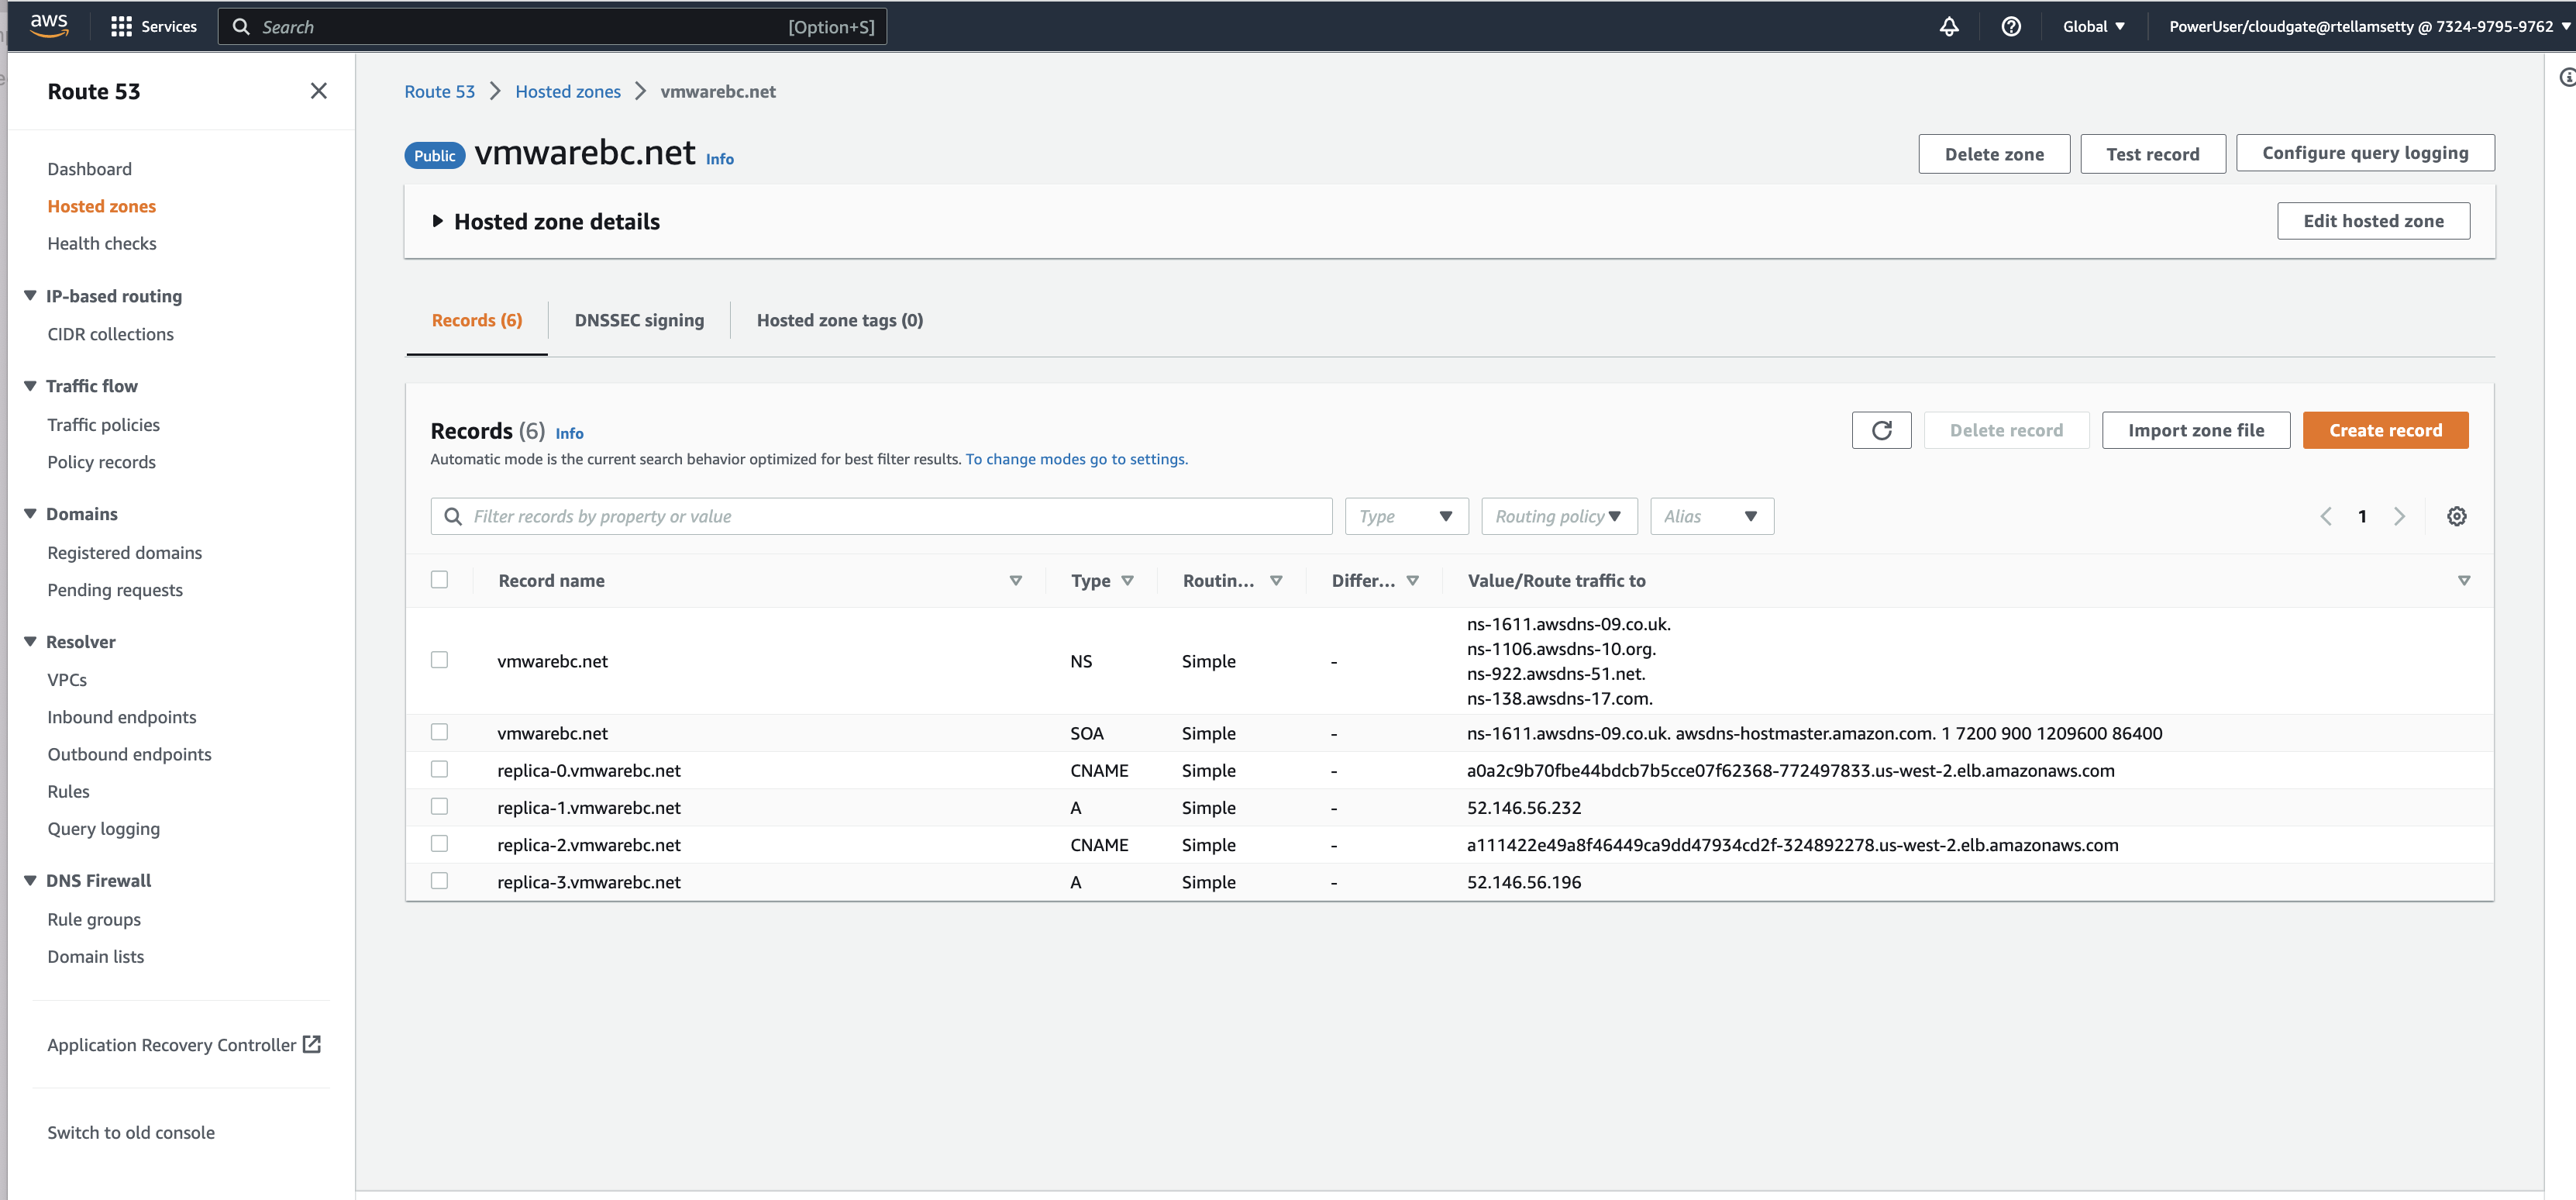 aws
Services
Search
[Option+S]
Global
PowerUser/cloudgate@rtellamsetty @ 7324-9795-9762
Route 53
Dashboard
Hosted zones
Health checks
IP-based routing
CIDR collections
Traffic flow
Traffic policies
Policy records
Domains
Registered domains
Pending requests
Resolver
VPCs
Inbound endpoints
Outbound endpoints
Rules
Query logging
DNS Firewall
Rule groups
Domain lists
Application Recovery Controller
Switch to old console
Route 53 > Hosted zones > vmwarebc.net
Public vmwarebc.net Info
Delete zone
Test record
Configure query logging
Hosted zone details
Edit hosted zone
Records (6)
DNSSEC signing
Hosted zone tags (0)
Records (6) Info
Automatic mode is the current search behavior optimized for best filter results. To change modes go to settings.
Delete record
Import zone file
Create record
Filter records by property or value
Type
Routing policy
Alias
1
Record name Type Routin... Differ... Value/Route traffic to
vmwarebc.net NS Simple - ns-1611.awsdns-09.co.uk.
ns-1106.awsdns-10.org.
ns-922.awsdns-51.net.
ns-138.awsdns-17.com.
vmwarebc.net SOA Simple - ns-1611.awsdns-09.co.uk. awsdns-hostmaster.amazon.com. 1 7200 900 1209600 86400
replica-0.vmwarebc.net CNAME Simple - a0a2c9b70fbe44bdcb7b5cce07f62368-772497833.us-west-2.elb.amazonaws.com
replica-1.vmwarebc.net A Simple - 52.146.56.232
replica-2.vmwarebc.net CNAME Simple - a111422e49a8f46449ca9dd47934cd2f-324892278.us-west-2.elb.amazonaws.com
replica-3.vmwarebc.net A Simple - 52.146.56.196